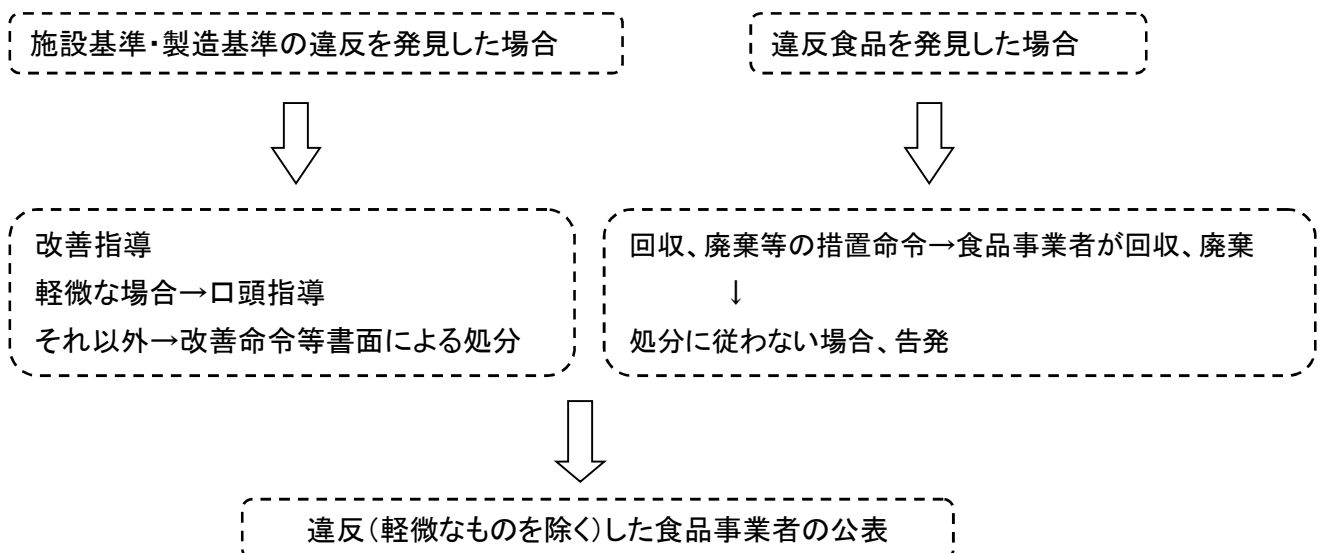 施設基準・製造基準の違反を発見した場合
違反食品を発見した場合
改善指導
軽微な場合→口頭指導
それ以外→改善命令等書面による処分
回収、廃棄等の措置命令→食品事業者が回収、廃棄
↓
処分に従わない場合、告発
違反(軽微なものを除く)した食品事業者の公表